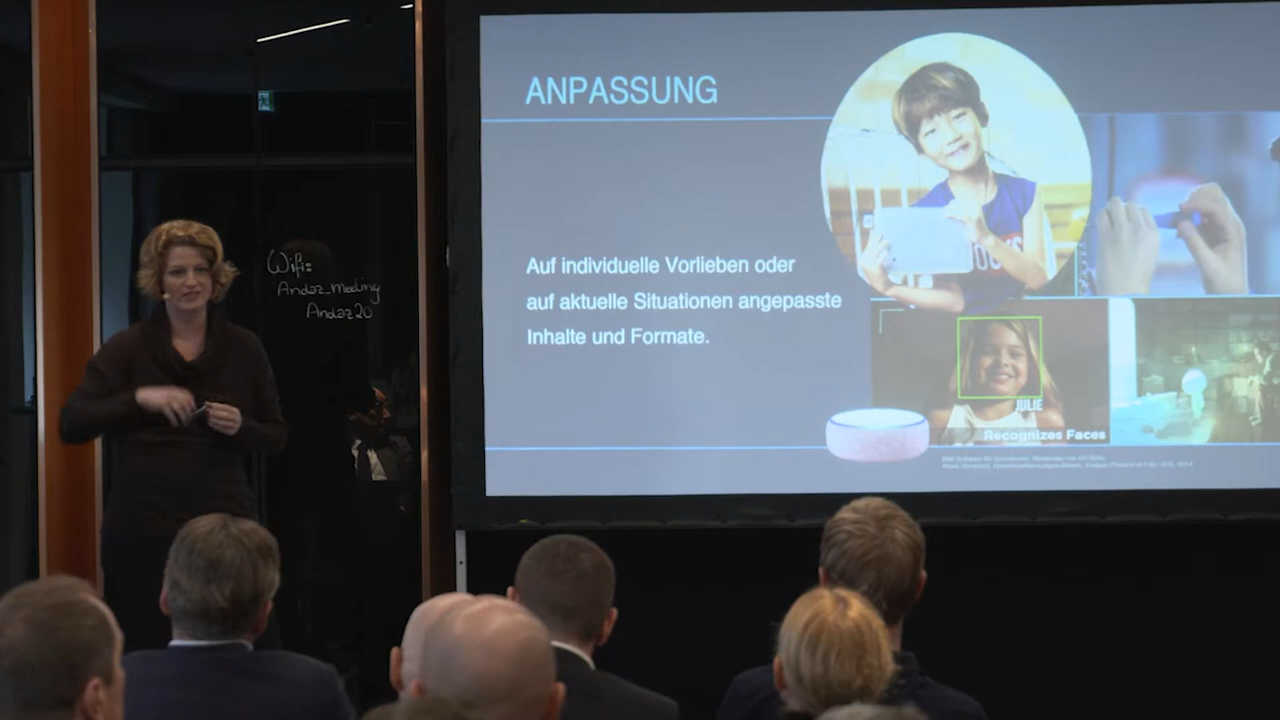 ANPASSUNG
Wifi=
Andaz_meeting
Andaz20
Auf individuelle Vorlieben oder
auf aktuelle Situationen angepasste
Inhalte und Formate.
JULIE
Recognizes Faces